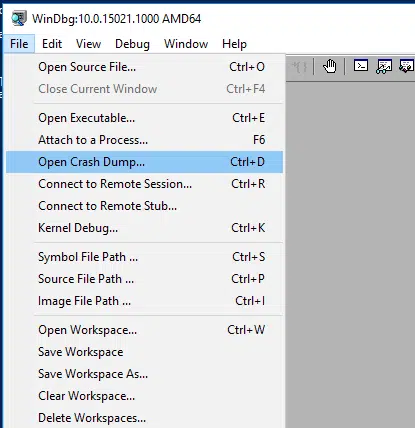 WinDbg:10.0.15021.1000 AMD64
File Edit View Debug Window Help
Open Source File... Ctrl+O
Close Current Window Ctrl+F4
Open Executable... Ctrl+E
Attach to a Process... F6
Open Crash Dump... Ctrl+D
Connect to Remote Session... Ctrl+R
Connect to Remote Stub...
Kernel Debug... Ctrl+K
Symbol File Path ... Ctrl+S
Source File Path ... Ctrl+P
Image File Path ... Ctrl+I
Open Workspace... Ctrl+W
Save Workspace
Save Workspace As...
Clear Workspace...
Delete Workspaces...